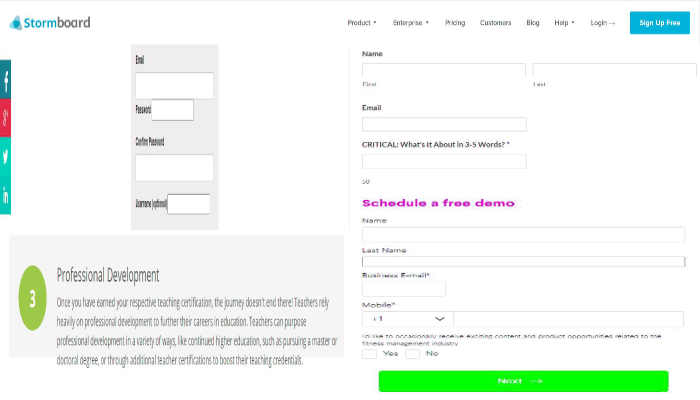 Stormboard
Product
Enterprise
Pricing
Customers
Blog
Help
Login →
Sign Up Free
Email
Password
Confirm Password
Username (optional)
3
Professional Development
Once you have earned your respective teaching certification, the journey doesn't end there! Teachers rely
heavily on professional development to further their careers in education. Teachers can purpose
professional development in a variety of ways, like continued higher education, such as pursuing a master or
doctoral degree, or through additional teacher certifications to boost their teaching credentials.
Name
First
Last
Email
CRITICAL: What's It About in 3-5 Words? *
50
Schedule a free demo
Name
Last Name
Business E-mail*
Mobile*
+1
I'd like to occasionally receive exciting content and product opportunities related to the
fitness management industry
Yes
No
Next →